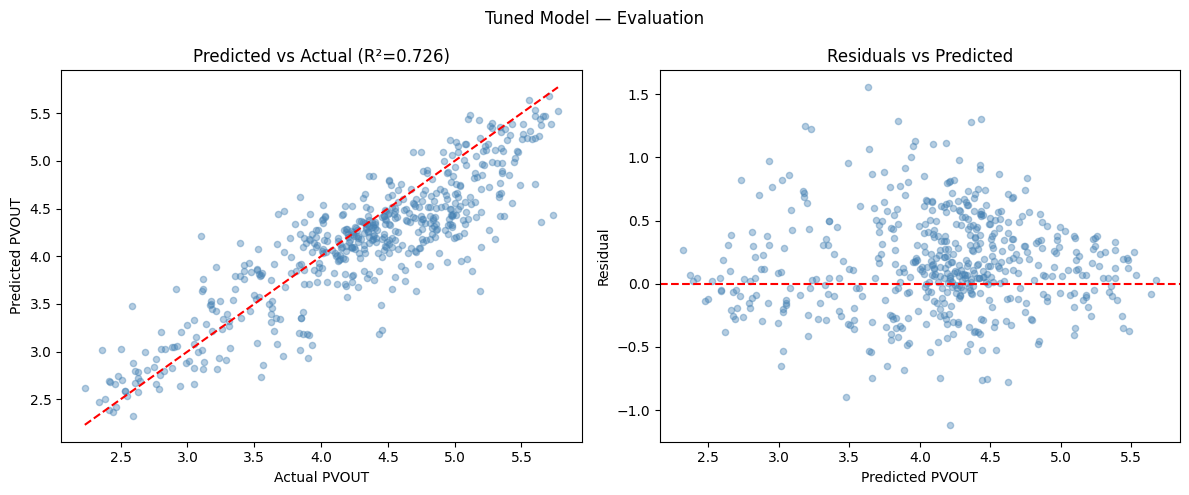 Tuned Model — Evaluation
Predicted vs Actual (R²=0.726)
5.5
5.0
4.5
4.0
3.5
3.0
2.5
Predicted PVOUT
2.5 3.0 3.5 4.0 4.5 5.0 5.5
Actual PVOUT
Residuals vs Predicted
1.5
1.0
0.5
0.0
−0.5
−1.0
Residual
2.5 3.0 3.5 4.0 4.5 5.0 5.5
Predicted PVOUT